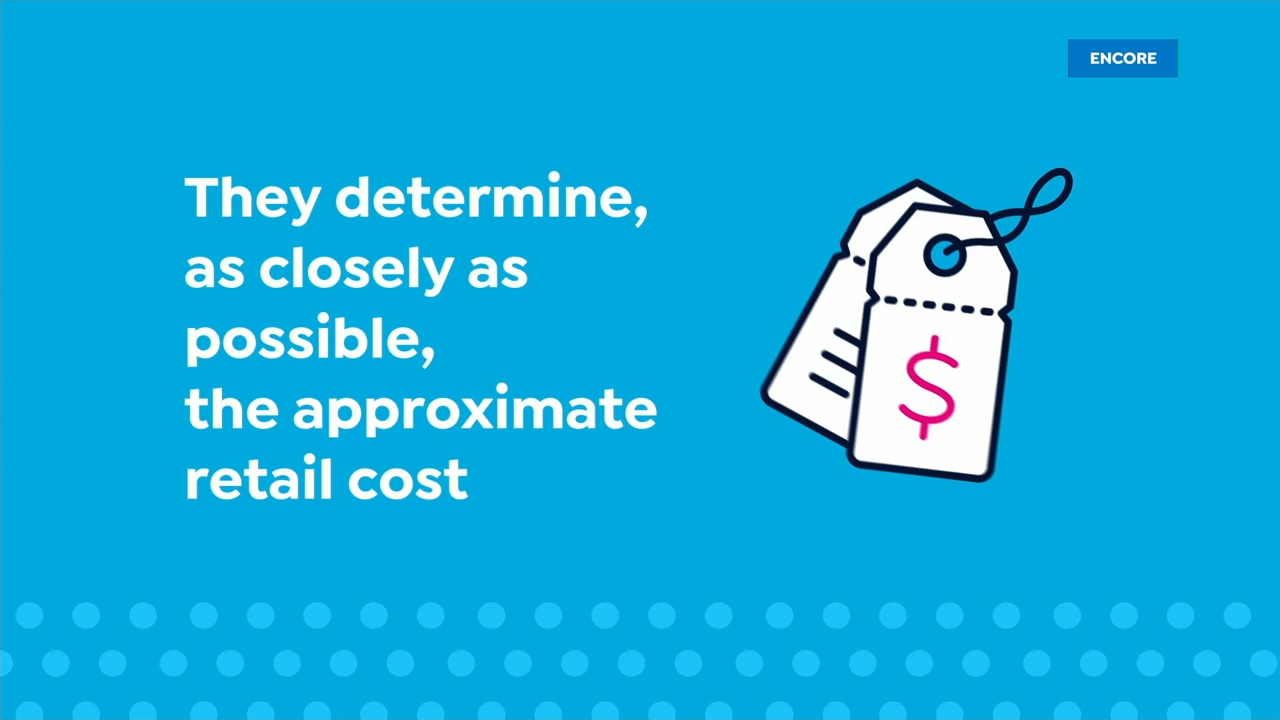 ENCORE
They determine,
as closely as
possible,
the approximate
retail cost
$